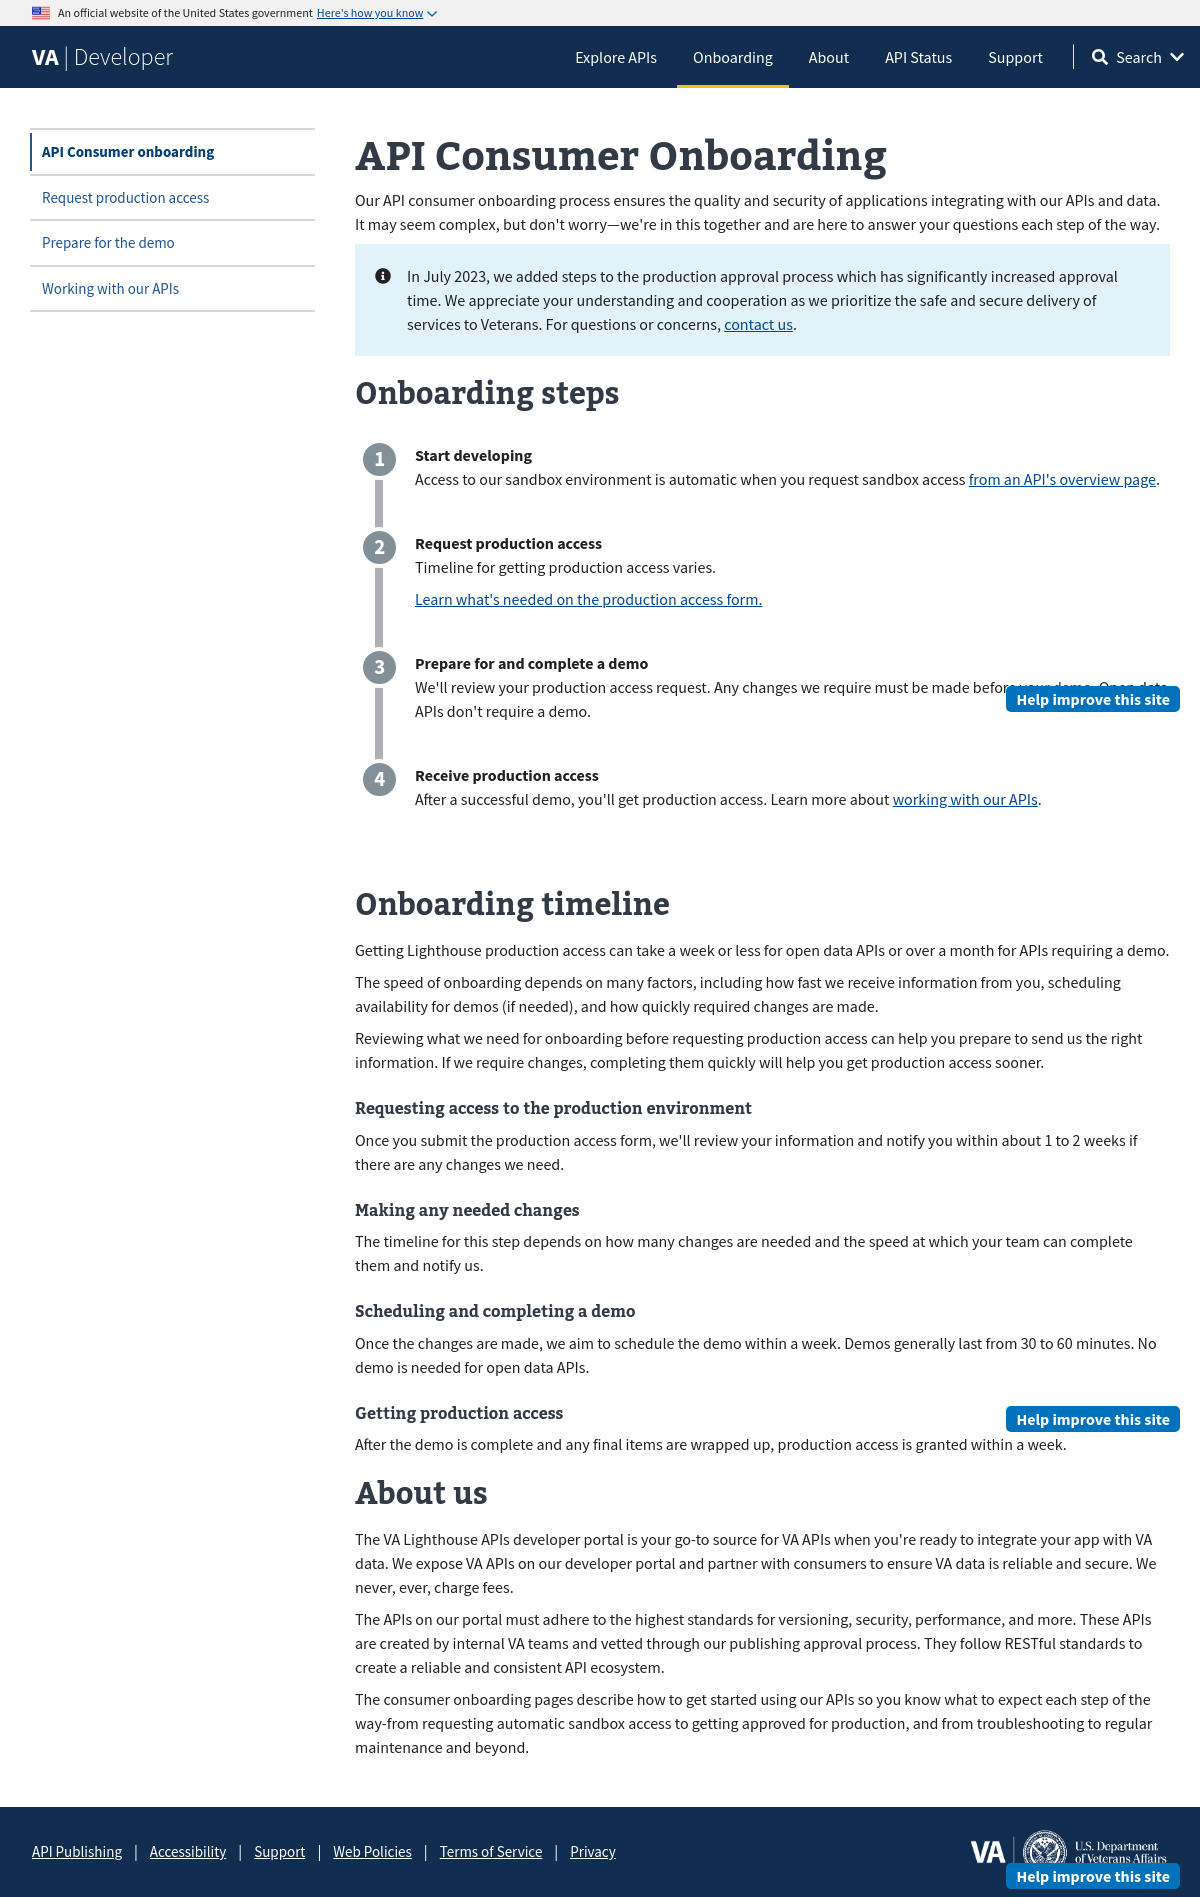 An official website of the United States government Here's how you know
VA | Developer
Explore APIs
Onboarding
About
API Status
Support
Search
API Consumer onboarding
Request production access
Prepare for the demo
Working with our APIs
API Consumer Onboarding
Our API consumer onboarding process ensures the quality and security of applications integrating with our APIs and data.
It may seem complex, but don't worry—we're in this together and are here to answer your questions each step of the way.
In July 2023, we added steps to the production approval process which has significantly increased approval
time. We appreciate your understanding and cooperation as we prioritize the safe and secure delivery of
services to Veterans. For questions or concerns, contact us.
Onboarding steps
1
Start developing
Access to our sandbox environment is automatic when you request sandbox access from an API's overview page.
2
Request production access
Timeline for getting production access varies.
Learn what's needed on the production access form.
3
Prepare for and complete a demo
We'll review your production access request. Any changes we require must be made before your demo. Open data
Help improve this site
APIs don't require a demo.
4
Receive production access
After a successful demo, you'll get production access. Learn more about working with our APIs.
Onboarding timeline
Getting Lighthouse production access can take a week or less for open data APIs or over a month for APIs requiring a demo.
The speed of onboarding depends on many factors, including how fast we receive information from you, scheduling
availability for demos (if needed), and how quickly required changes are made.
Reviewing what we need for onboarding before requesting production access can help you prepare to send us the right
information. If we require changes, completing them quickly will help you get production access sooner.
Requesting access to the production environment
Once you submit the production access form, we'll review your information and notify you within about 1 to 2 weeks if
there are any changes we need.
Making any needed changes
The timeline for this step depends on how many changes are needed and the speed at which your team can complete
them and notify us.
Scheduling and completing a demo
Once the changes are made, we aim to schedule the demo within a week. Demos generally last from 30 to 60 minutes. No
demo is needed for open data APIs.
Getting production access
Help improve this site
After the demo is complete and any final items are wrapped up, production access is granted within a week.
About us
The VA Lighthouse APIs developer portal is your go-to source for VA APIs when you're ready to integrate your app with VA
data. We expose VA APIs on our developer portal and partner with consumers to ensure VA data is reliable and secure. We
never, ever, charge fees.
The APIs on our portal must adhere to the highest standards for versioning, security, performance, and more. These APIs
are created by internal VA teams and vetted through our publishing approval process. They follow RESTful standards to
create a reliable and consistent API ecosystem.
The consumer onboarding pages describe how to get started using our APIs so you know what to expect each step of the
way-from requesting automatic sandbox access to getting approved for production, and from troubleshooting to regular
maintenance and beyond.
API Publishing | Accessibility | Support | Web Policies | Terms of Service | Privacy
VA
U.S. Department
of Veterans Affairs
Help improve this site